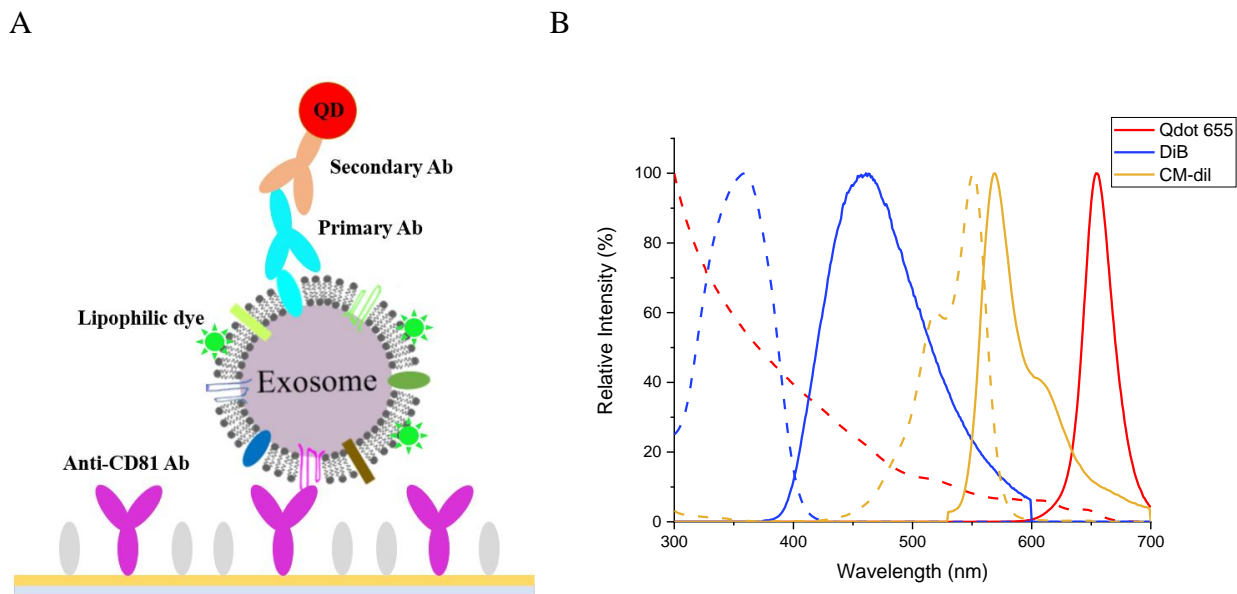 A
QD
Secondary Ab
Primary Ab
Lipophilic dye
Exosome
Anti-CD81 Ab
B
Qdot 655
DiB
CM-dil
100
80
60
40
20
0
Relative Intensity (%)
300
400
500
600
700
Wavelength (nm)